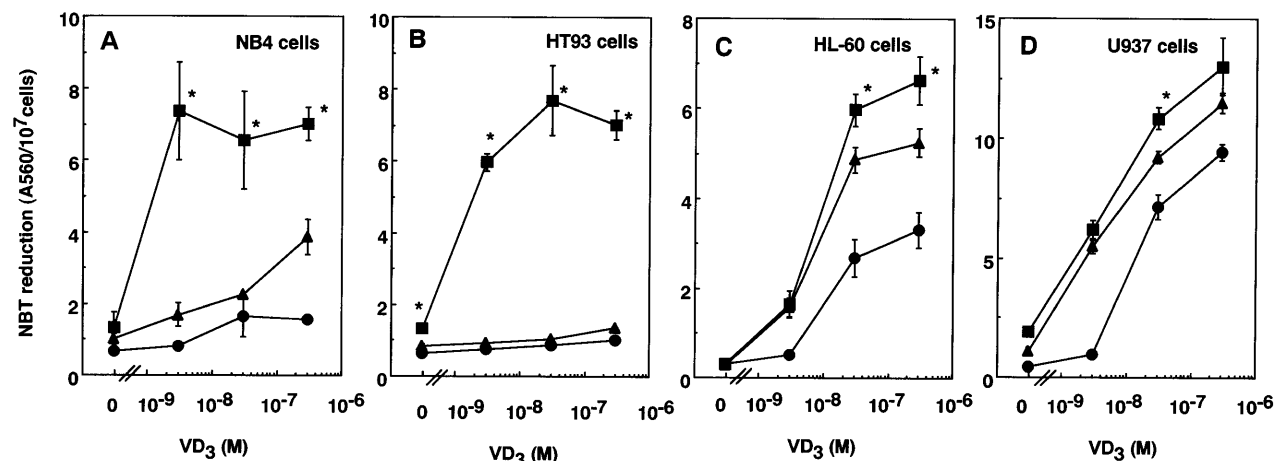 NBT reduction (A560/10⁷cells)
A
NB4 cells
10
8
6
4
2
0
* * *
0 10⁻⁹ 10⁻⁸ 10⁻⁷ 10⁻⁶
VD₃ (M)
B
HT93 cells
10
8
6
4
2
0
* * * *
0 10⁻⁹ 10⁻⁸ 10⁻⁷ 10⁻⁶
VD₃ (M)
C
HL-60 cells
8
6
4
2
0
* *
0 10⁻⁹ 10⁻⁸ 10⁻⁷ 10⁻⁶
VD₃ (M)
D
U937 cells
15
10
5
0
*
0 10⁻⁹ 10⁻⁸ 10⁻⁷ 10⁻⁶
VD₃ (M)